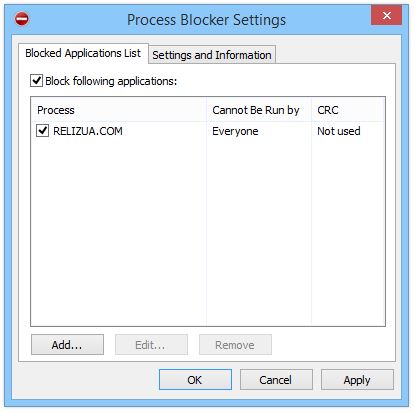 Process Blocker Settings
Blocked Applications List
Settings and Information
Block following applications:
Process Cannot Be Run by CRC
RELIZUA.COM Everyone Not used
Add... Edit... Remove
OK Cancel Apply